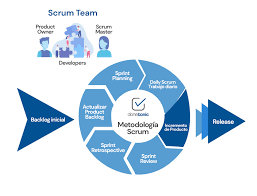 Scrum Team
Product
Owner
Scrum
Master
Developers
Sprint
Planning
Daily Scrum
Trabajo diario
Actualizar
Product
Backlog
Metodología
Scrum
Incremento
de Producto
Backlog inicial
Release
Sprint
Retrospective
Sprint
Review